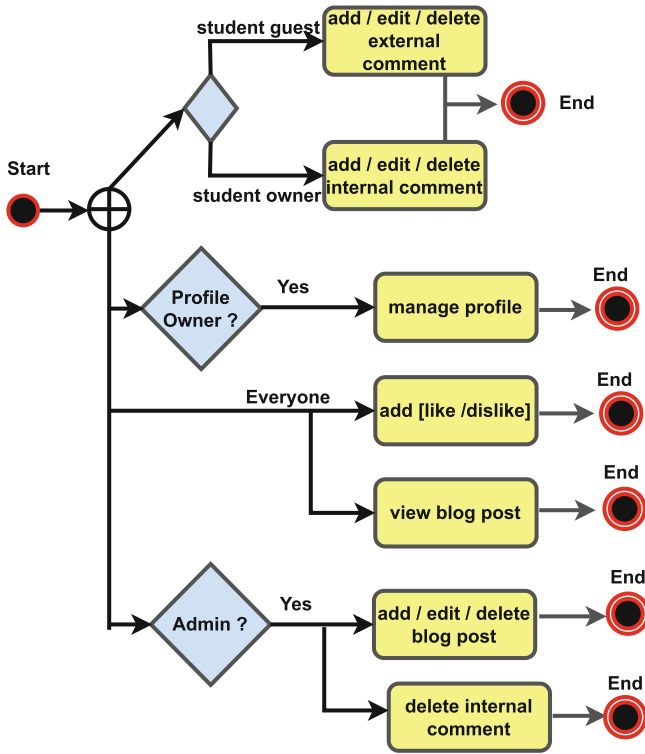 student guest
add / edit / delete
external
comment
End
Start
add / edit / delete
internal comment
student owner
End
Profile
Owner ?
Yes
manage profile
End
Everyone
add [like /dislike]
End
view blog post
End
Admin ?
Yes
add / edit / delete
blog post
End
delete internal
comment